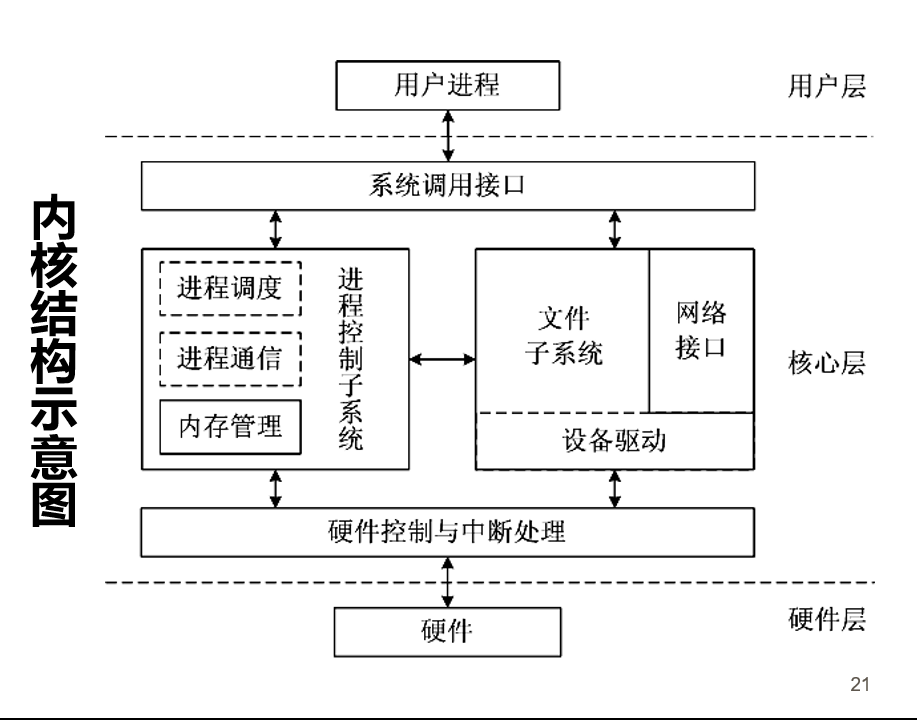 内核结构示意图
用户进程
用户层
系统调用接口
进程调度
进程通信
内存管理
进程控制子系统
文件
子系统
网络
接口
设备驱动
核心层
硬件控制与中断处理
硬件
硬件层
21